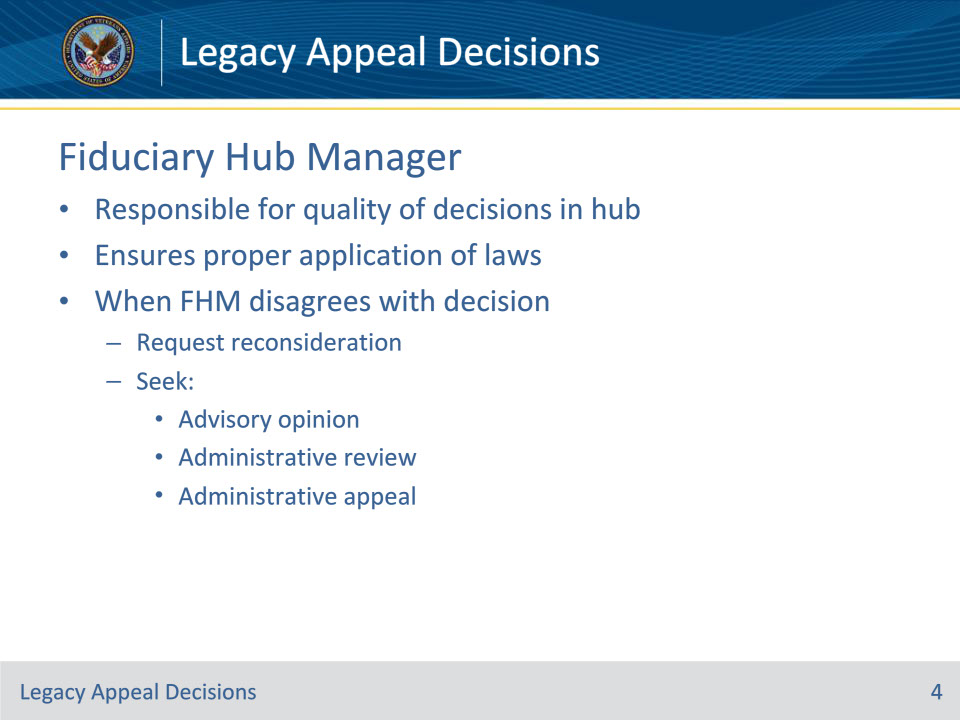 Legacy Appeal Decisions
Fiduciary Hub Manager
• Responsible for quality of decisions in hub
• Ensures proper application of laws
• When FHM disagrees with decision
– Request reconsideration
– Seek:
• Advisory opinion
• Administrative review
• Administrative appeal
Legacy Appeal Decisions 4